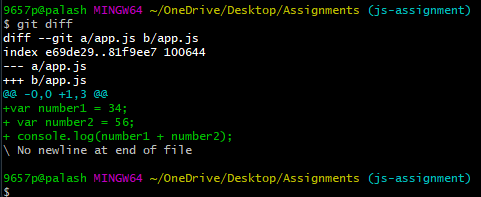 9657p@palash MINGW64 ~/OneDrive/Desktop/Assignments (js-assignment)
$ git diff
diff --git a/app.js b/app.js
index e69de29..81f9ee7 100644
--- a/app.js
+++ b/app.js
@@ -0,0 +1,3 @@
+var number1 = 34;
+ var number2 = 56;
+ console.log(number1 + number2);
\ No newline at end of file
9657p@palash MINGW64 ~/OneDrive/Desktop/Assignments (js-assignment)
$